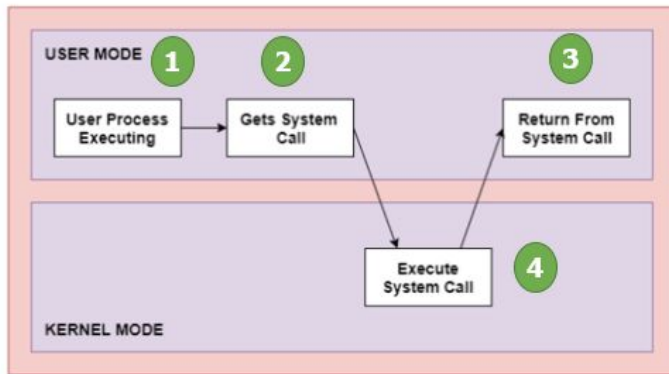 USER MODE
1
2
3
User Process
Executing
Gets System
Call
Return From
System Call
Execute
System Call
4
KERNEL MODE